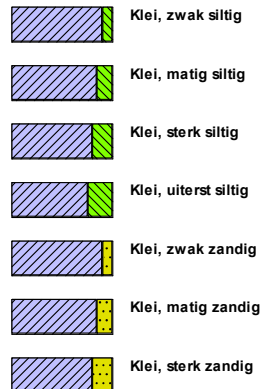 Klei, zwak siltig
Klei, matig siltig
Klei, sterk siltig
Klei, uiterst siltig
Klei, zwak zandig
Klei, matig zandig
Klei, sterk zandig